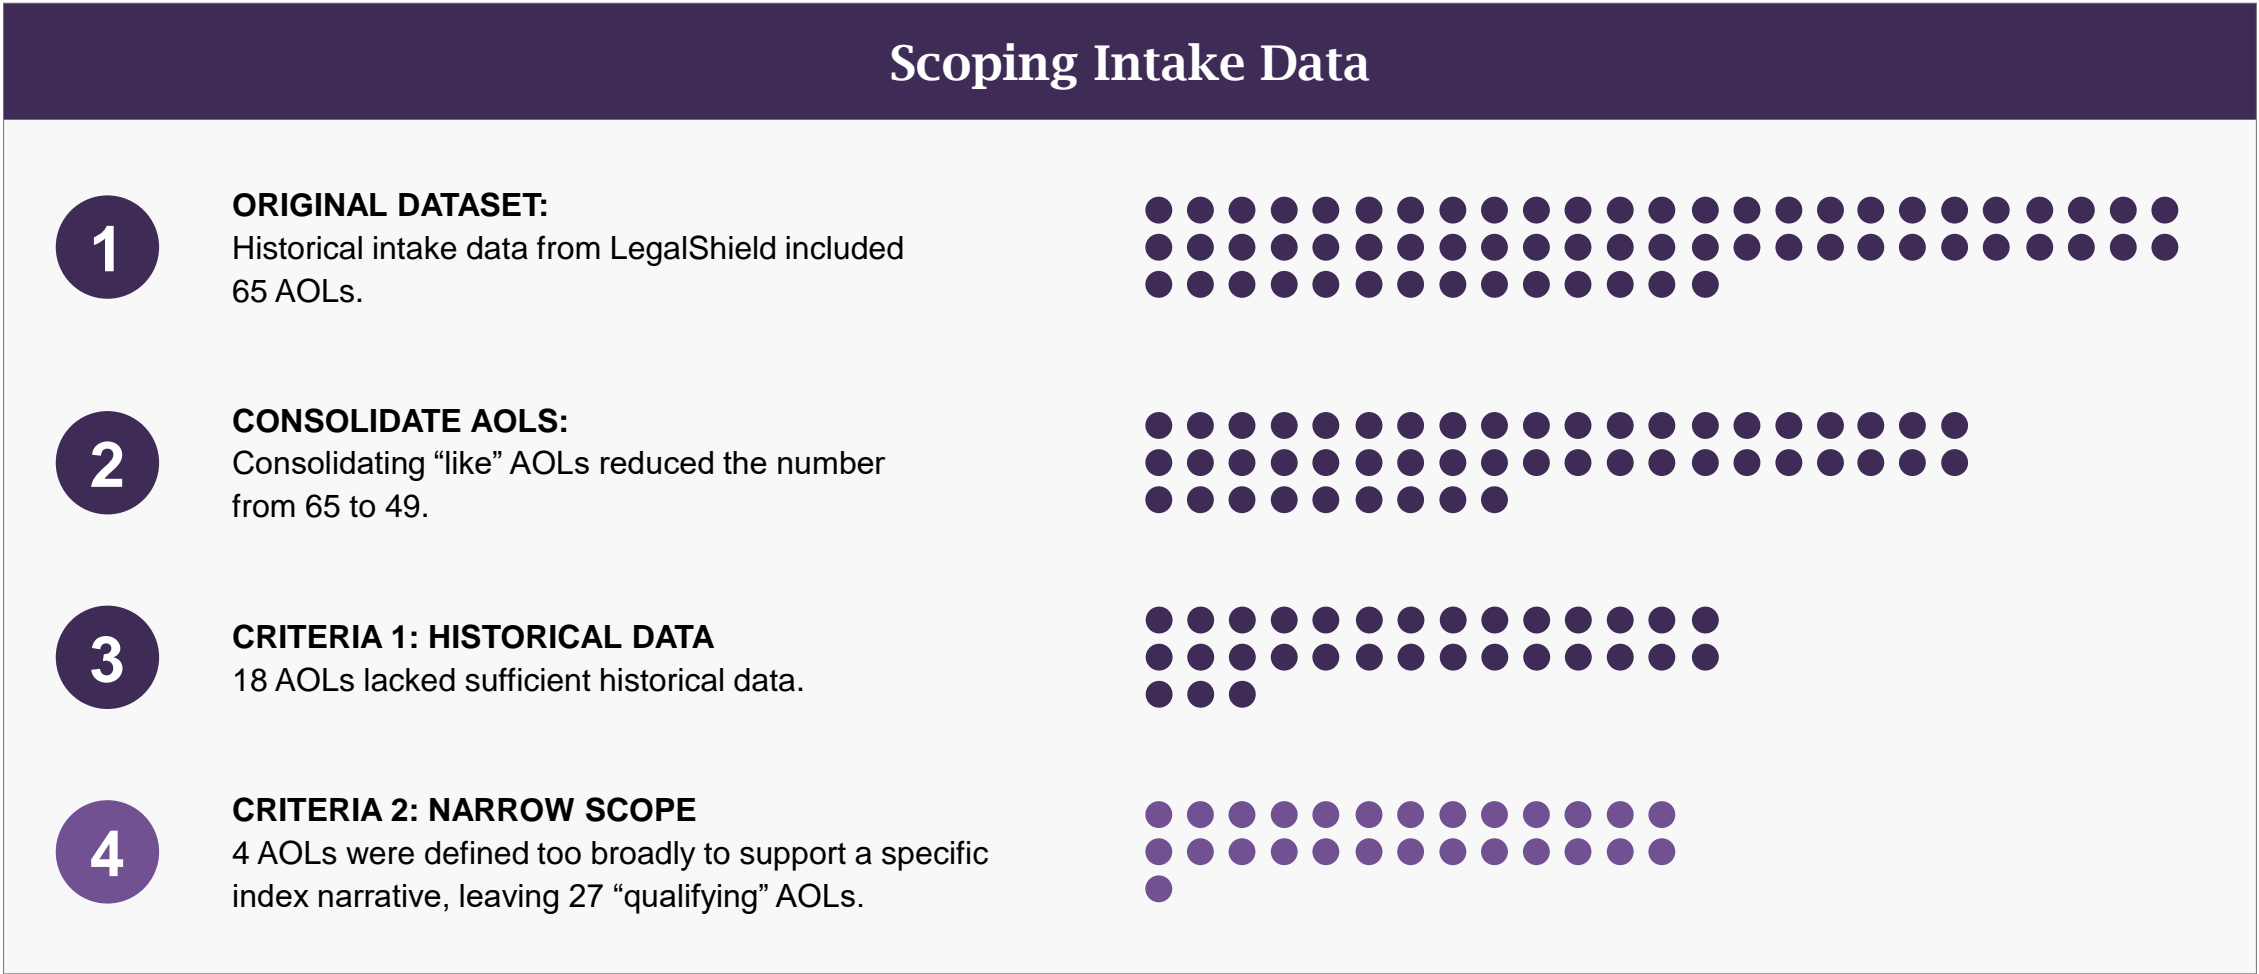 Scoping Intake Data
1
ORIGINAL DATASET:
Historical intake data from LegalShield included
65 AOLs.
2
CONSOLIDATE AOLS:
Consolidating “like” AOLs reduced the number
from 65 to 49.
3
CRITERIA 1: HISTORICAL DATA
18 AOLs lacked sufficient historical data.
4
CRITERIA 2: NARROW SCOPE
4 AOLs were defined too broadly to support a specific
index narrative, leaving 27 “qualifying” AOLs.